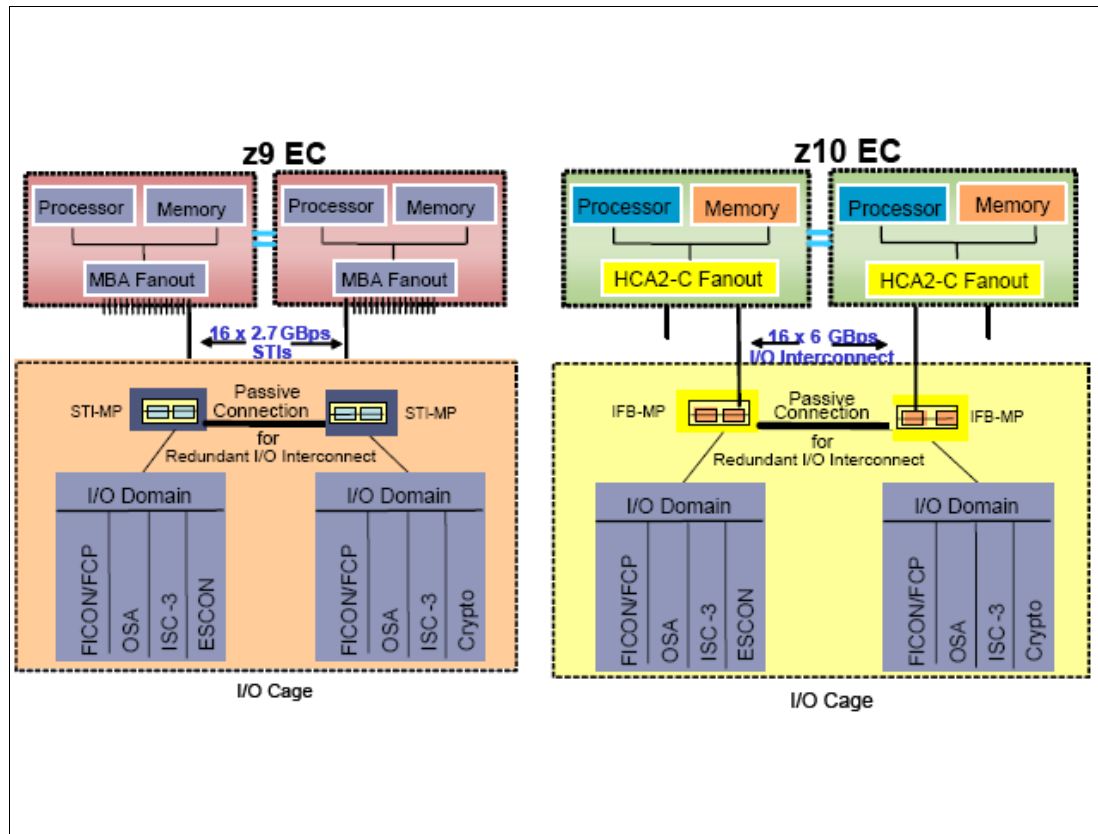 z9 EC
Processor
Memory
Processor
Memory
MBA Fanout
MBA Fanout
16 x 2.7 GBps
STIs
STI-MP
Passive
Connection
for
Redundant I/O Interconnect
STI-MP
I/O Domain
FICON/FCP
OSA
ISC-3
ESCON
I/O Domain
FICON/FCP
OSA
ISC-3
Crypto
I/O Cage
z10 EC
Processor
Memory
Processor
Memory
HCA2-C Fanout
HCA2-C Fanout
16 x 6 GBps
I/O Interconnect
IFB-MP
Passive
Connection
for
Redundant I/O Interconnect
IFB-MP
I/O Domain
FICON/FCP
OSA
ISC-3
ESCON
I/O Domain
FICON/FCP
OSA
ISC-3
Crypto
I/O Cage